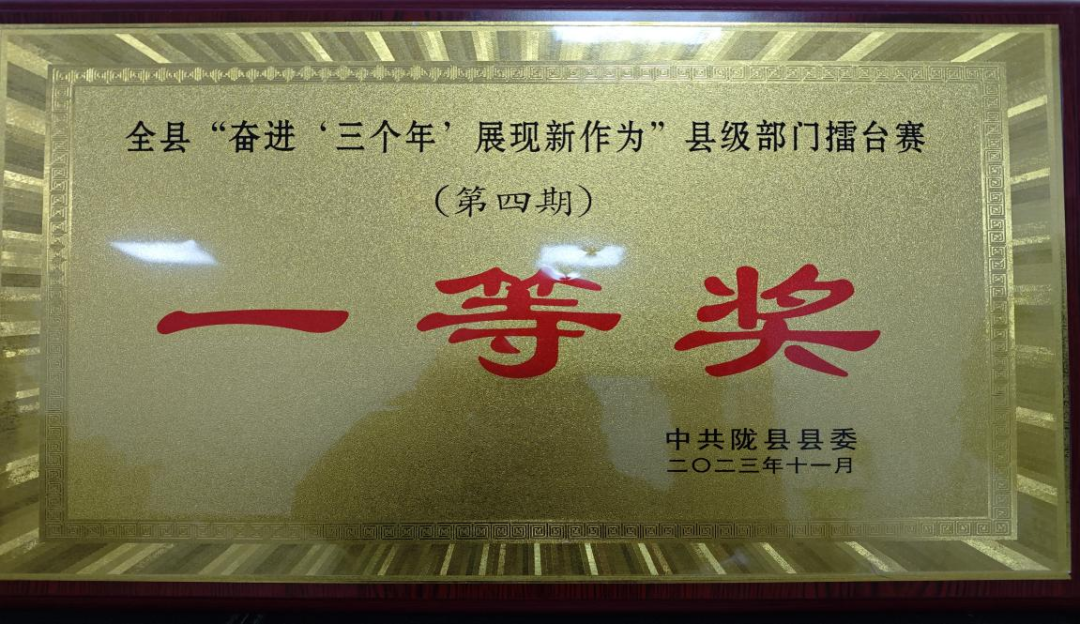 全县“奋进‘三个年’展现新作为”县级部门擂台赛
（第四期）
一等奖
中共陇县县委
二〇二三年十一月